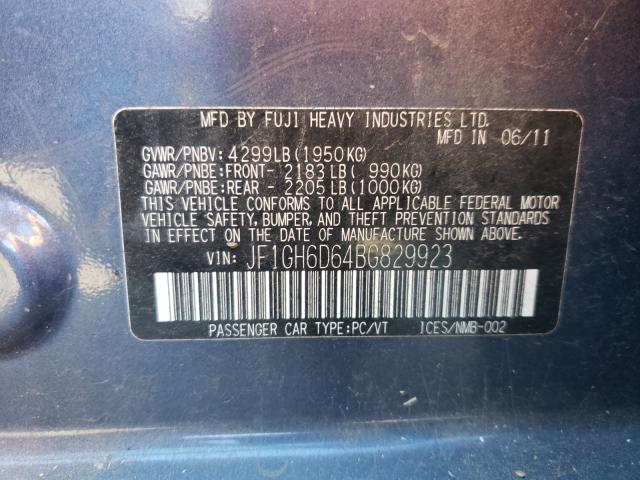 MFD BY FUJI HEAVY INDUSTRIES LTD.
MFD IN 06/11
GVWR/PNBV: 4299LB(1950KG)
GAWR/PNBE:FRONT- 2183LB( 990KG)
GAWR/PNBE:REAR - 2205LB(1000KG)
THIS VEHICLE CONFORMS TO ALL APPLICABLE FEDERAL MOTOR
VEHICLE SAFETY, BUMPER, AND THEFT PREVENTION STANDARDS
IN EFFECT ON THE DATE OF MANUFACTURE SHOWN ABOVE.
VIN: JF1GH6D64BG829923
PASSENGER CAR TYPE:PC/VT ICES/NMB-002